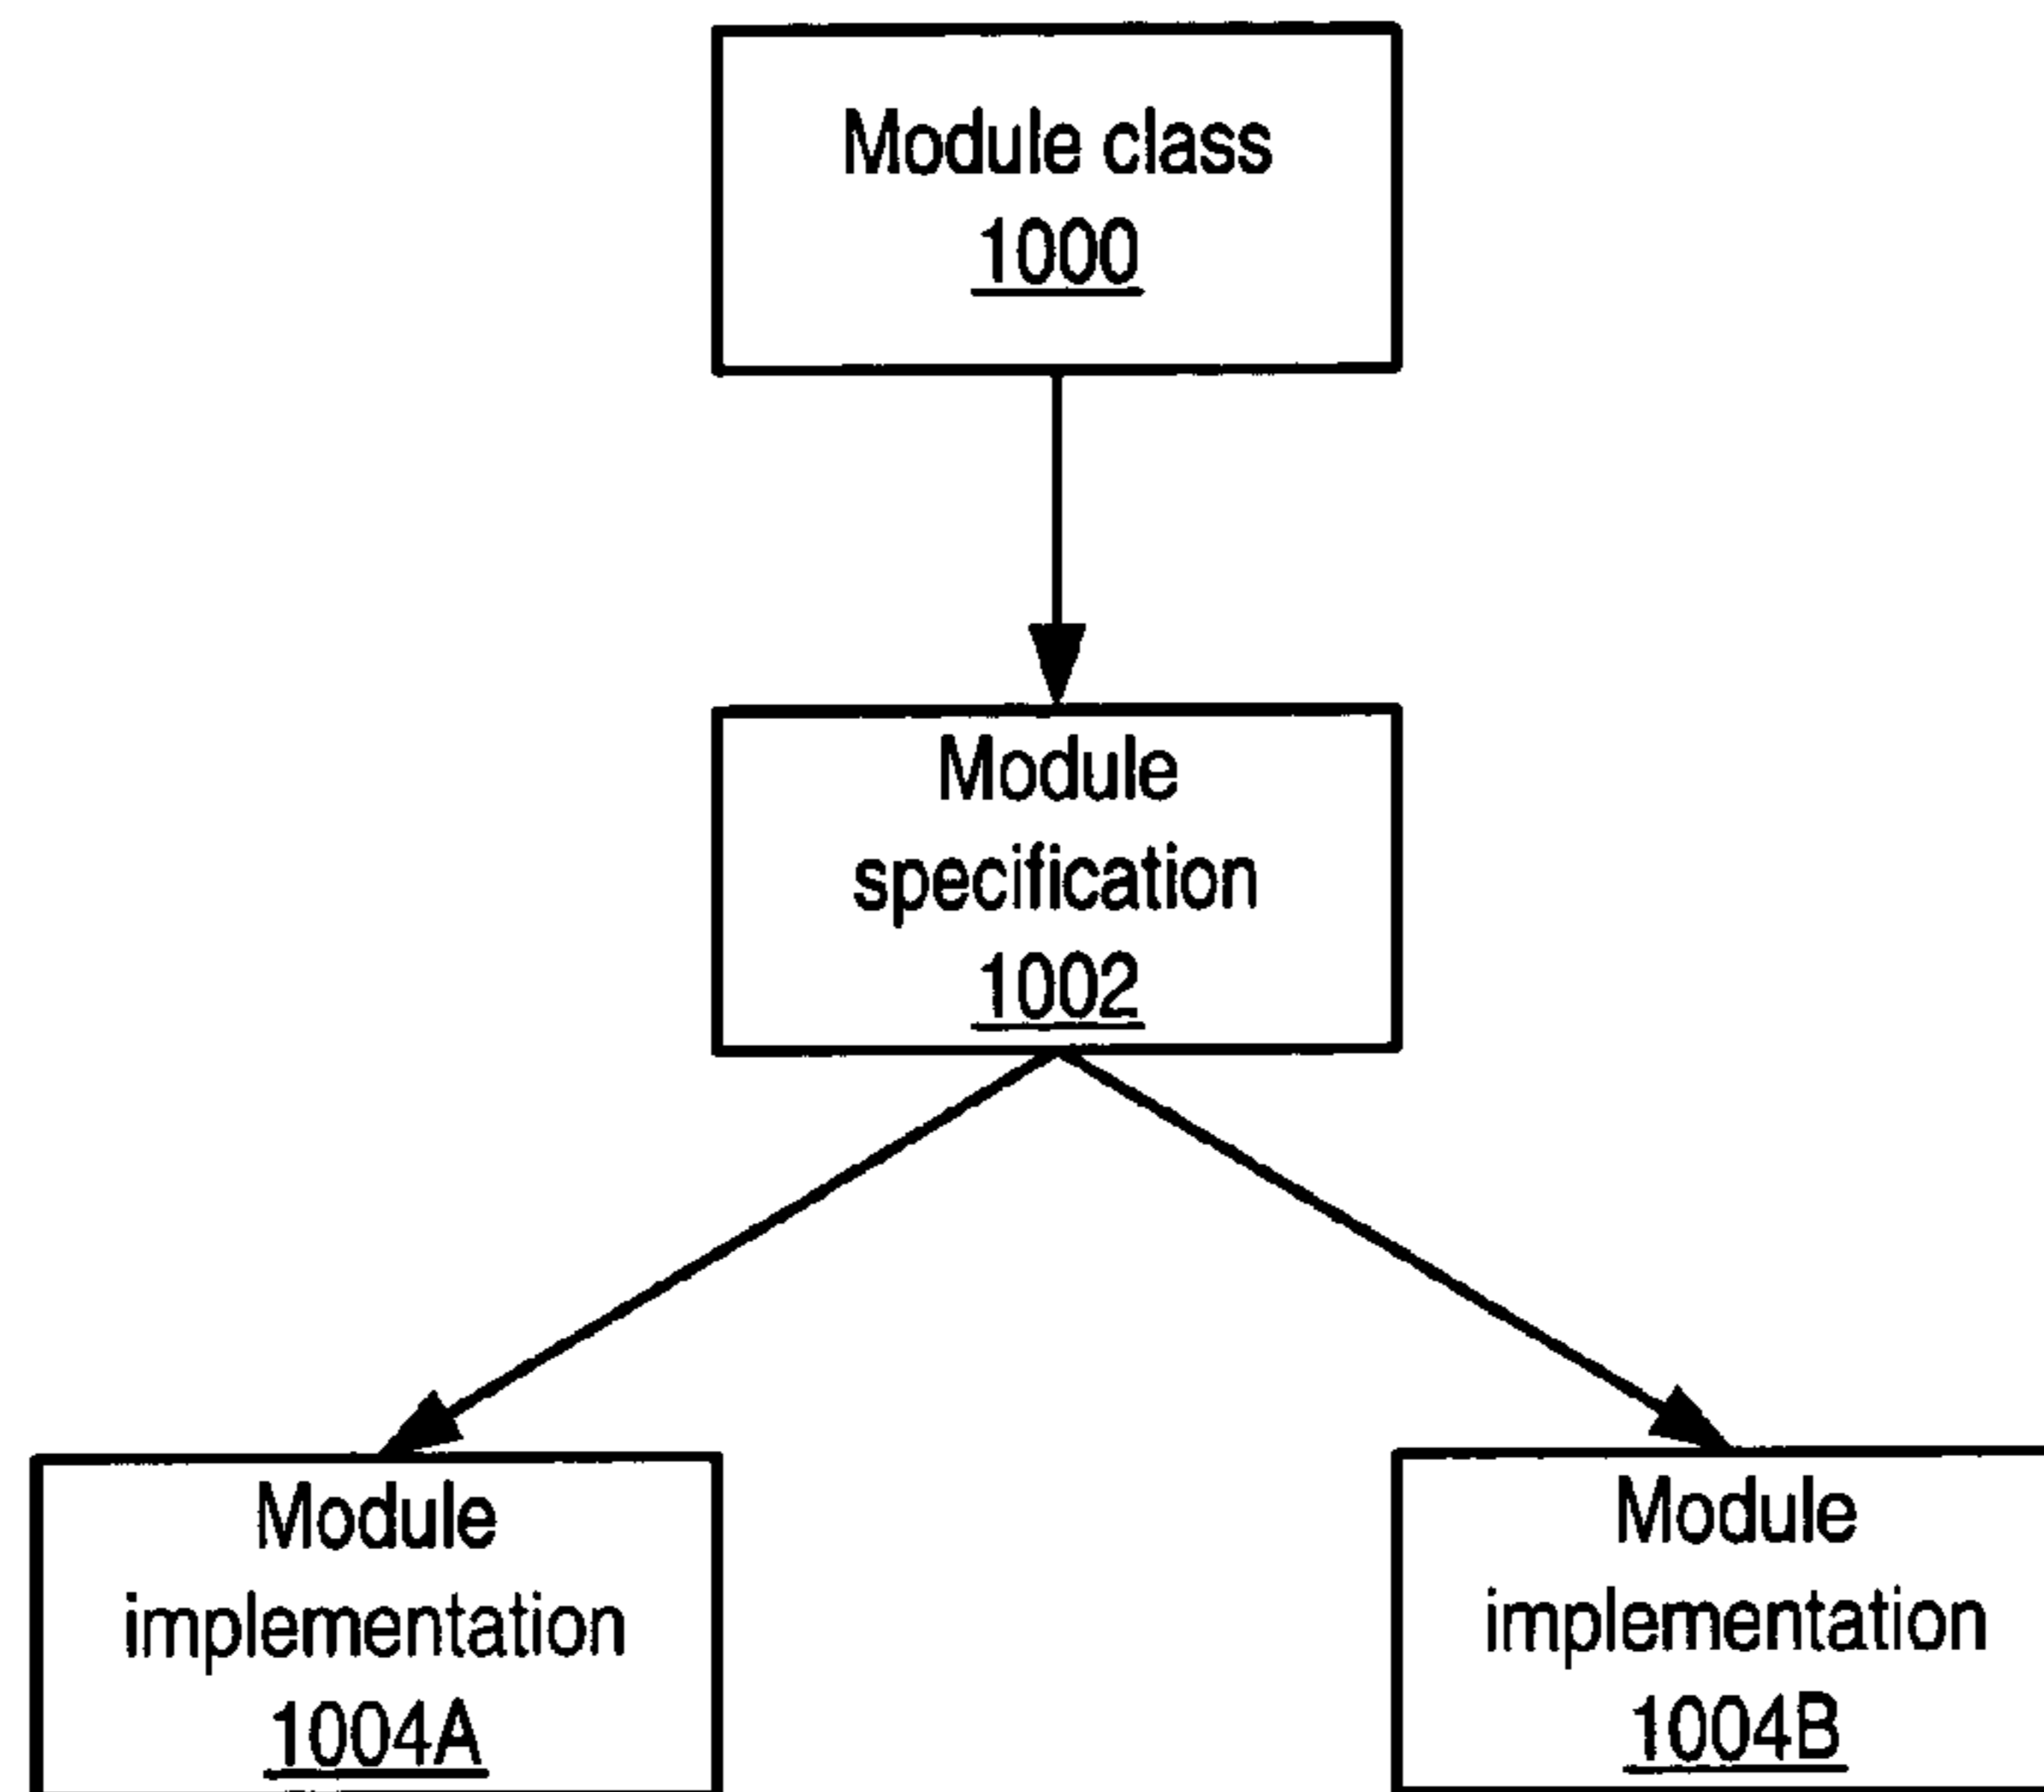 Module class
1000
Module
specification
1002
Module
implementation
1004A
Module
implementation
1004B